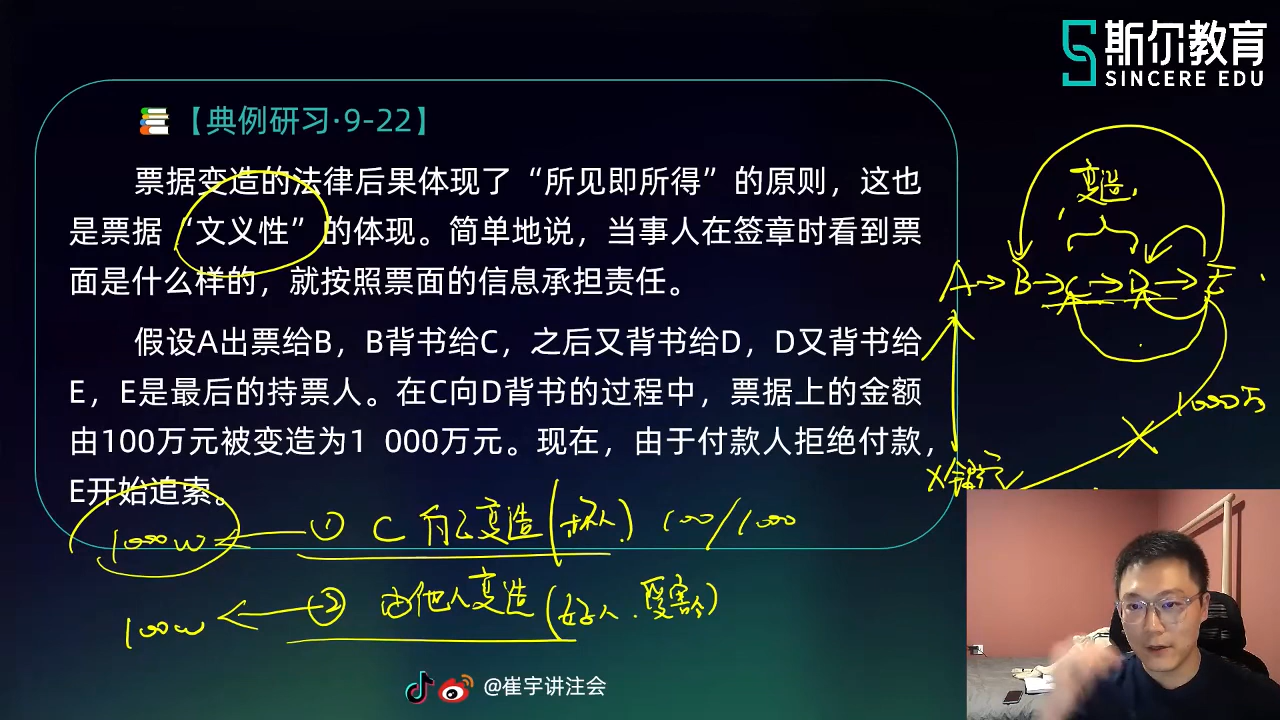 斯尔教育
SINCERE EDU
【典例研习·9-22】
票据变造的法律后果体现了“所见即所得”的原则，这也
是票据“文义性”的体现。简单地说，当事人在签章时看到票
面是什么样的，就按照票面的信息承担责任。
假设A出票给B，B背书给C，之后又背书给D，D又背书给
E，E是最后的持票人。在C向D背书的过程中，票据上的金额
由100万元被变造为1 000万元。现在，由于付款人拒绝付款，
E开始追索。
变造
A→B→C→D→E
1000万
X银行
1000w ① C 自己变造(坏人) 100/1000
100w ② 由他人变造(好人.受害人)
@崔宇讲注会